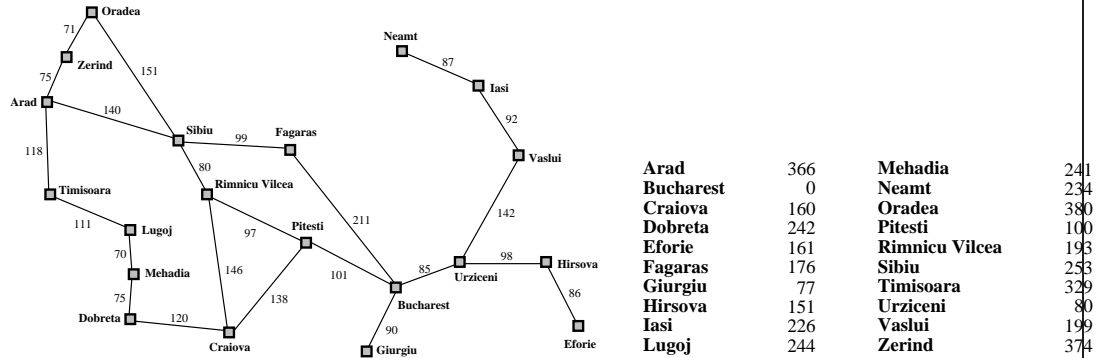 Oradea
71
Neamt
Zerind
87
75
151
Iasi
Arad
140
92
Sibiu
Fagaras
99
118
Vaslui
80
Timisoara
Rimnicu Vilcea
211
142
111
Lugoj
97
Pitesti
70
98
Hirsova
146
101
85
Urziceni
Mehadia
86
75
138
Bucharest
Dobreta
120
90
Craiova
Giurgiu
Eforie
Arad 366 Mehadia 241
Bucharest 0 Neamt 234
Craiova 160 Oradea 380
Dobreta 242 Pitesti 100
Eforie 161 Rimnicu Vilcea 193
Fagaras 176 Sibiu 253
Giurgiu 77 Timisoara 329
Hirsova 151 Urziceni 80
Iasi 226 Vaslui 199
Lugoj 244 Zerind 374